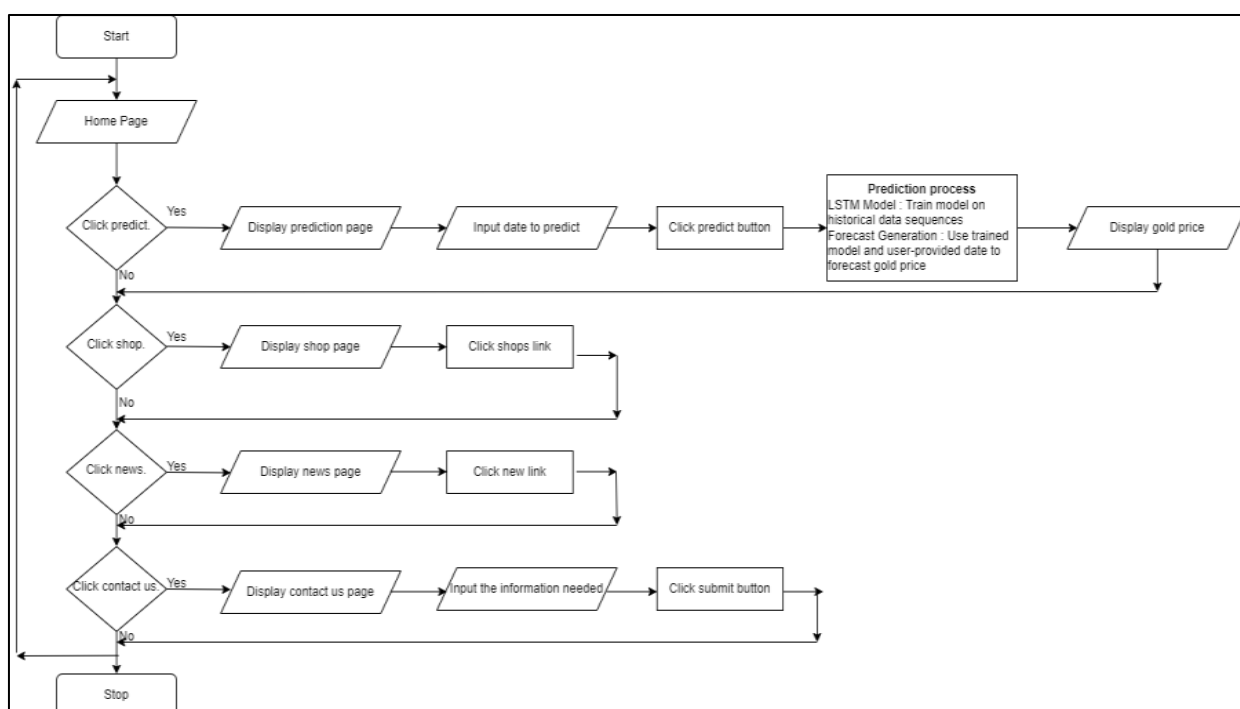 Start
Home Page
Click predict.
Yes
Display prediction page
Input date to predict
Click predict button
Prediction process
LSTM Model : Train model on
historical data sequences
Forecast Generation : Use trained
model and user-provided date to
forecast gold price
Display gold price
No
Click shop.
Yes
Display shop page
Click shops link
No
Click news.
Yes
Display news page
Click new link
No
Click contact us.
Yes
Display contact us page
Input the information needed
Click submit button
No
Stop